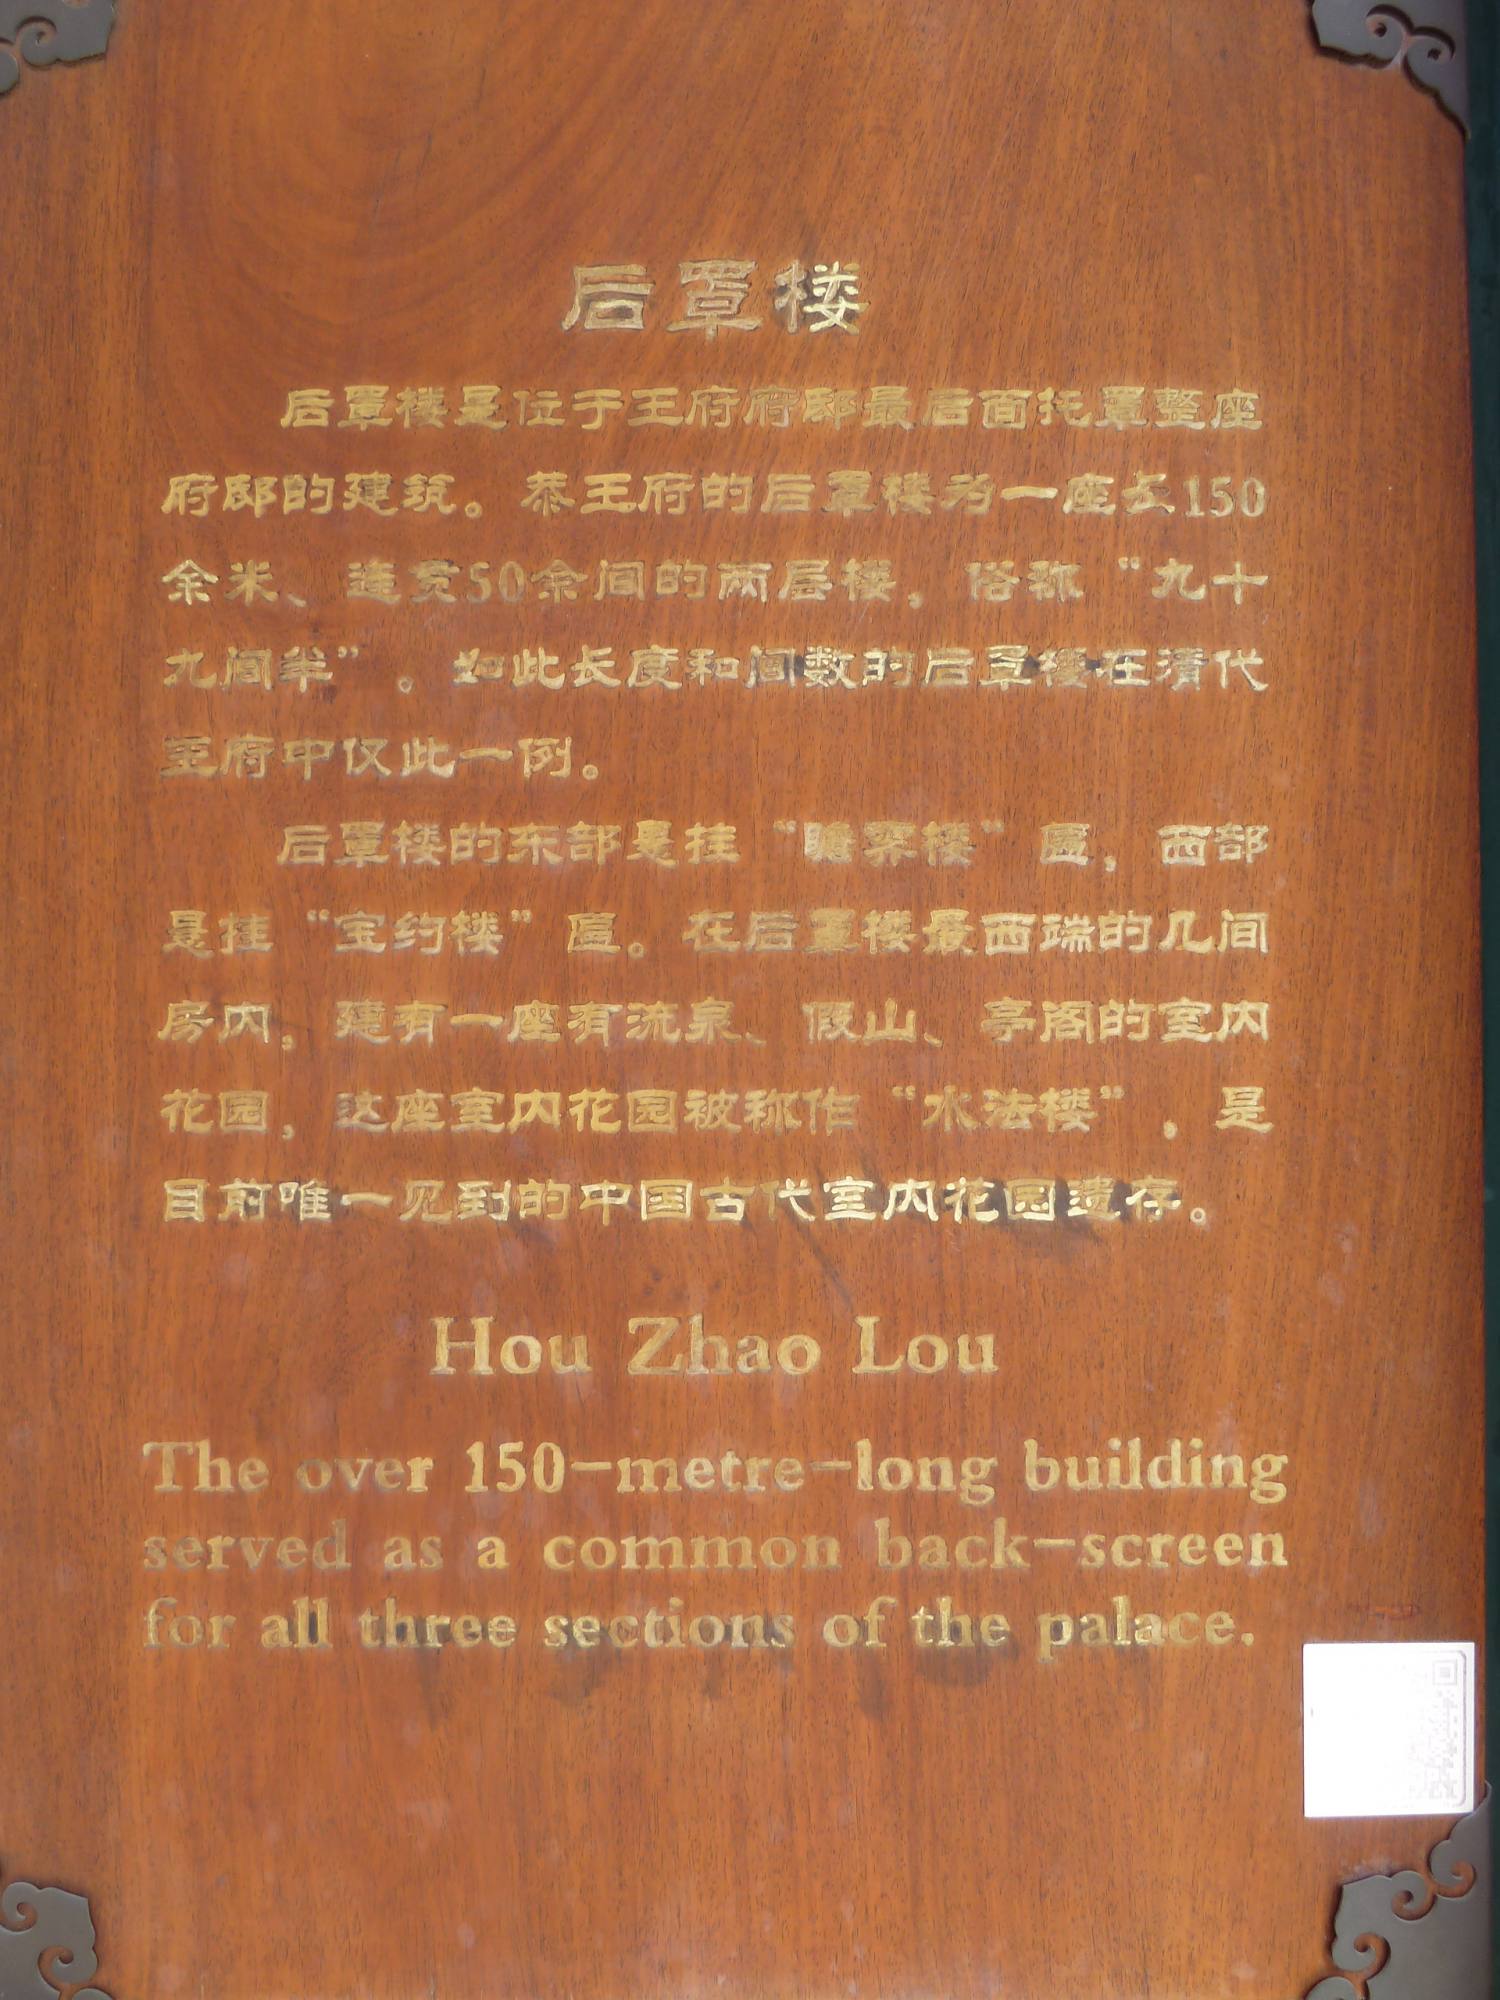 后罩楼
后罩楼是位于王府府邸最后面托罩整座
府邸的建筑。恭王府的后罩楼为一座长150
余米、连贯50余间的两层楼，俗称“九十
九间半”。如此长度和间数的后罩楼在清代
王府中仅此一例。
后罩楼的东部悬挂“瞻霁楼”匾，西部
悬挂“宝约楼”匾。在后罩楼最西端的几间
房内，建有一座有流泉、假山、亭阁的室内
花园，这座室内花园被称作“水法楼”，是
目前唯一见到的中国古代室内花园遗存。
Hou Zhao Lou
The over 150-metre-long building
served as a common back-screen
for all three sections of the palace.